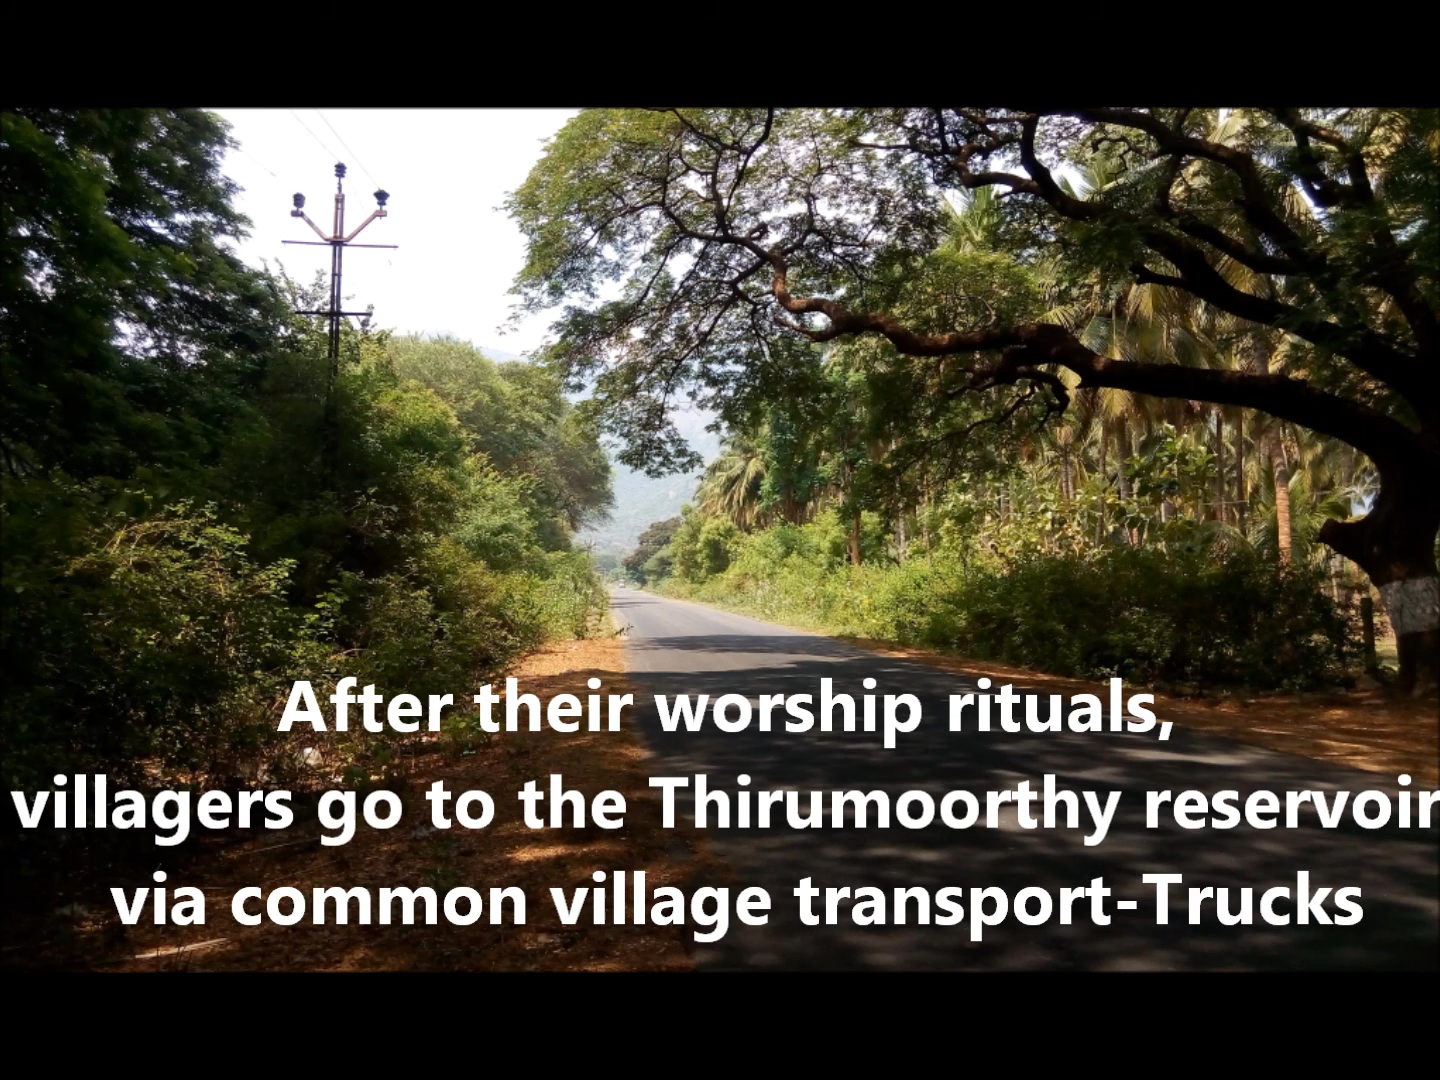 After their worship rituals,
villagers go to the Thirumoorthy reservoir
via common village transport-Trucks